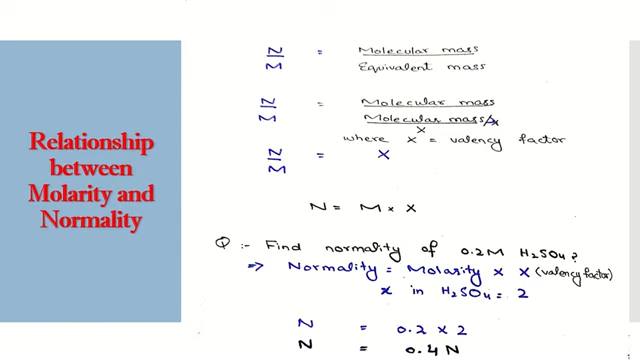 Relationship
between
Molarity and
Normality
N/M = Molecular mass / Equivalent mass
N/M = Molecular mass / Molecular mass/x
where x = valency factor
N/M = x
N = M × x
Q :- Find normality of 0.2M H₂SO₄?
⇒ Normality = Molarity × x (valency factor)
x in H₂SO₄ = 2
N = 0.2 × 2
N = 0.4 N